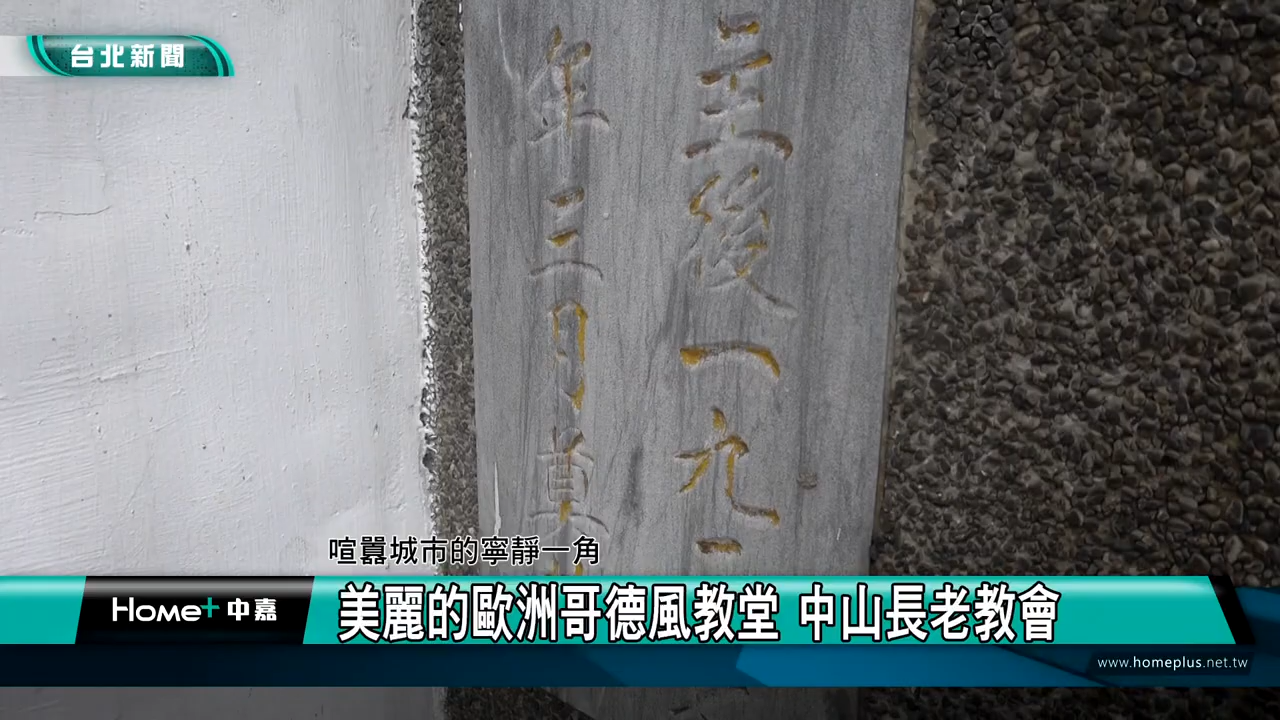 台北新聞
主後一九
年三月奠
喧囂城市的寧靜一角
美麗的歐洲哥德風教堂 中山長老教會
Home+中嘉
www.homeplus.net.tw